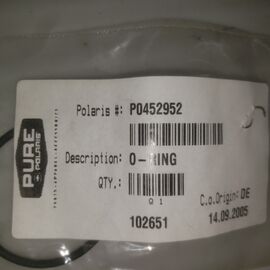 Polaris #: P0452952
PURE
POLARIS
Description: O-RING
QTY.:
Q 1
C.o.Origin: DE
102651
14.09.2005